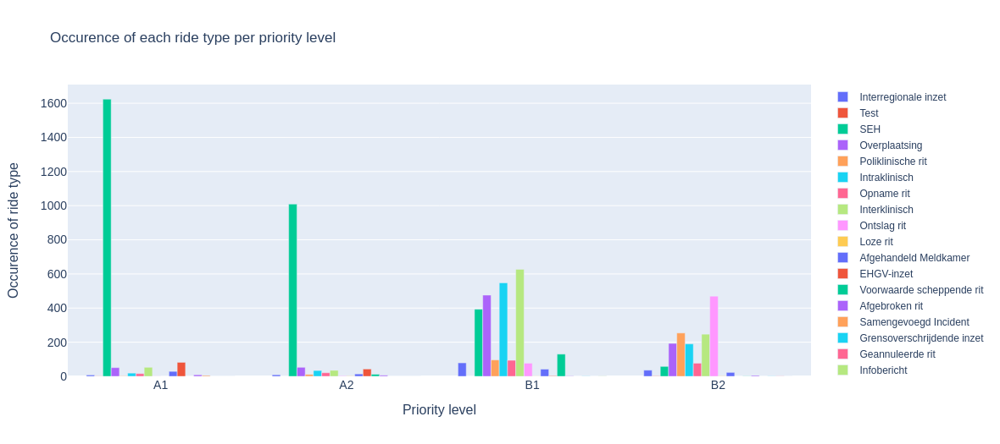 Occurence of each ride type per priority level
Occurence of ride type
1600
1400
1200
1000
800
600
400
200
0
A1
A2
B1
B2
Priority level
Interregionale inzet
Test
SEH
Overplaatsing
Poliklinische rit
Intraklinisch
Opname rit
Interklinisch
Ontslag rit
Loze rit
Afgehandeld Meldkamer
EHGV-inzet
Voorwaarde scheppende rit
Afgebroken rit
Samengevoegd Incident
Grensoverschrijdende inzet
Geannuleerde rit
Infobericht